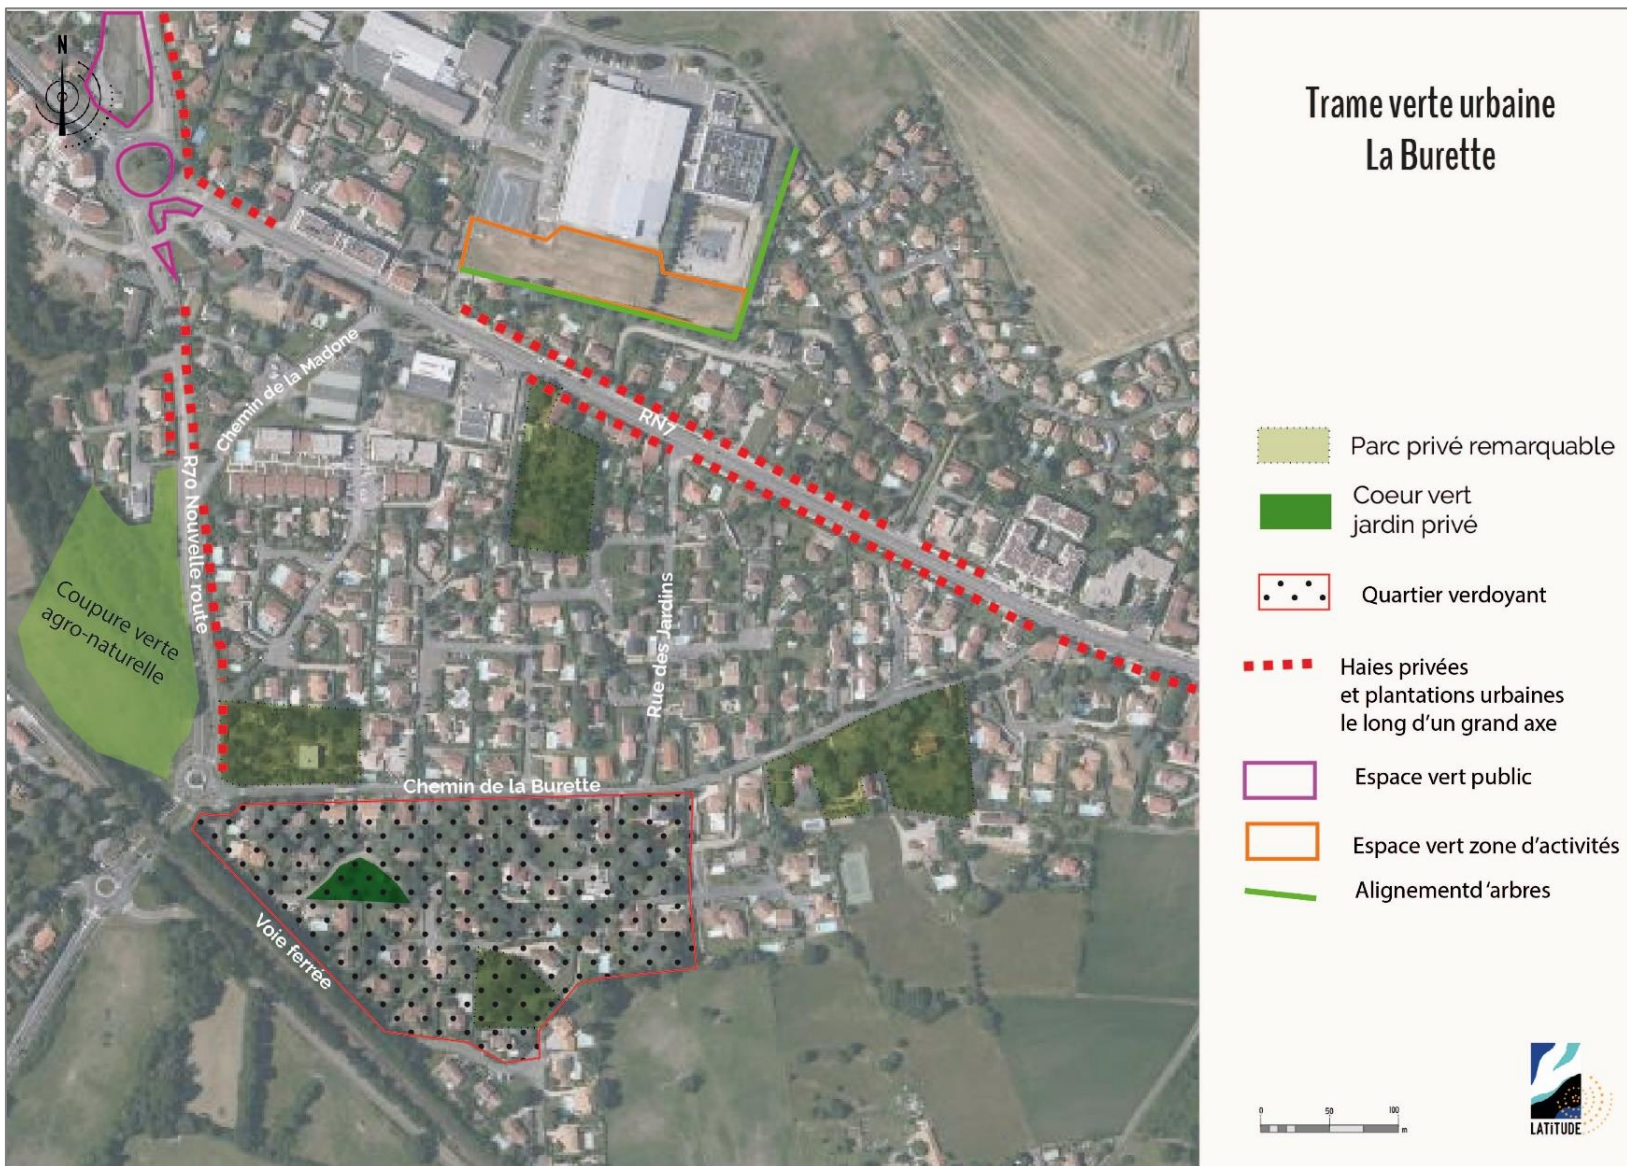 Trame verte urbaine
La Burette
N
Chemin de la Madone
RN7
R70 Nouvelle route
Coupure verte
agro-naturelle
Rue des Jardins
Chemin de la Burette
Voie ferrée
Parc privé remarquable
Coeur vert
jardin privé
Quartier verdoyant
Haies privées
et plantations urbaines
le long d'un grand axe
Espace vert public
Espace vert zone d'activités
Alignementd'arbres
0 50 100
m
LATiTUDE